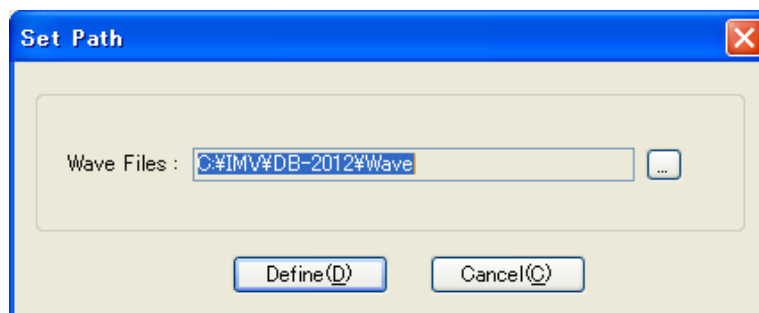 Set Path
Wave Files : C:¥IMV¥DB-2012¥Wave ...
Define(D) Cancel(C)